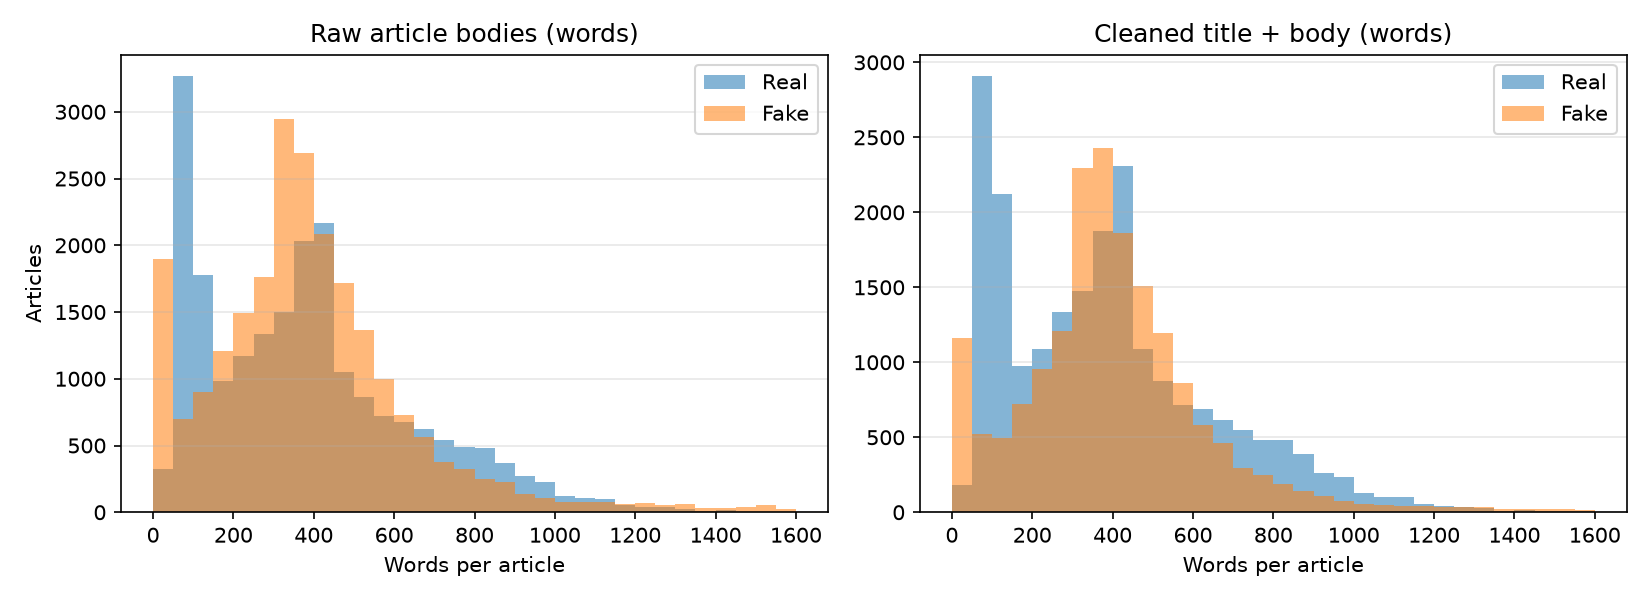 Raw article bodies (words)
Real
Fake
3000
2500
2000
1500
1000
500
0
Articles
0 200 400 600 800 1000 1200 1400 1600
Words per article
Cleaned title + body (words)
Real
Fake
3000
2500
2000
1500
1000
500
0
0 200 400 600 800 1000 1200 1400 1600
Words per article